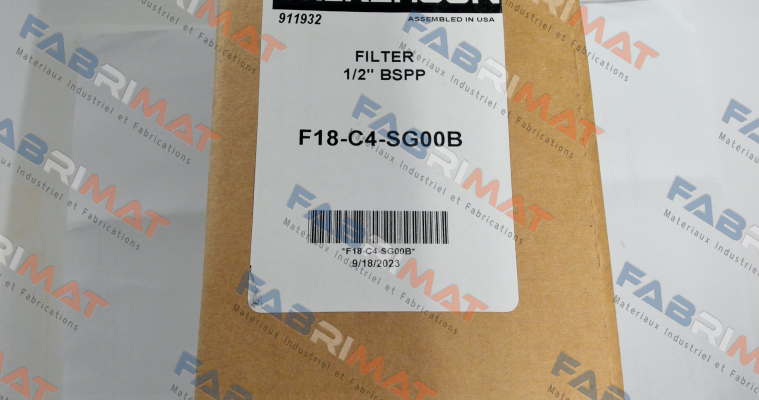 911932
ASSEMBLED IN USA
FILTER
1/2" BSPP
F18-C4-SG00B
*F18-C4-SG00B*
9/18/2023
FABRIMAT
Matériaux Industriel et Fabrications